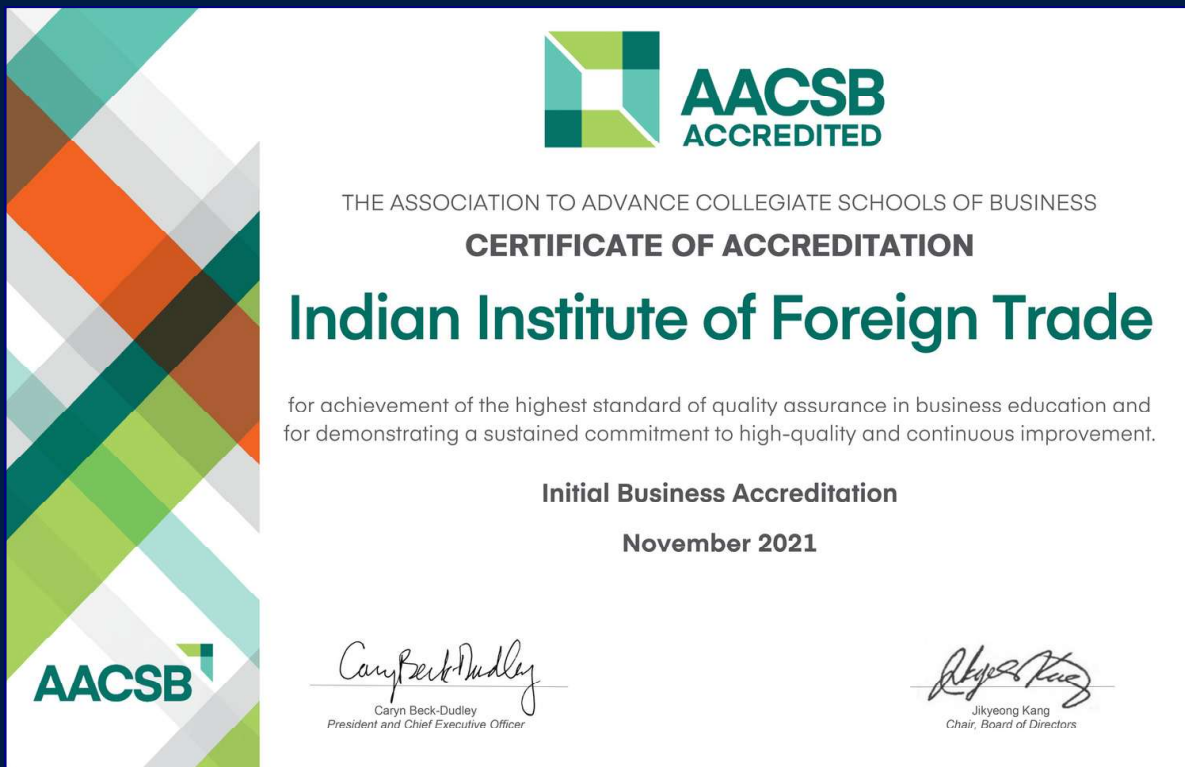 AACSB
ACCREDITED
THE ASSOCIATION TO ADVANCE COLLEGIATE SCHOOLS OF BUSINESS
CERTIFICATE OF ACCREDITATION
Indian Institute of Foreign Trade
for achievement of the highest standard of quality assurance in business education and
for demonstrating a sustained commitment to high-quality and continuous improvement.
Initial Business Accreditation
November 2021
AACSB
Caryn Beck-Dudley
Caryn Beck-Dudley
President and Chief Executive Officer
Jikyeong Kang
Chair, Board of Directors